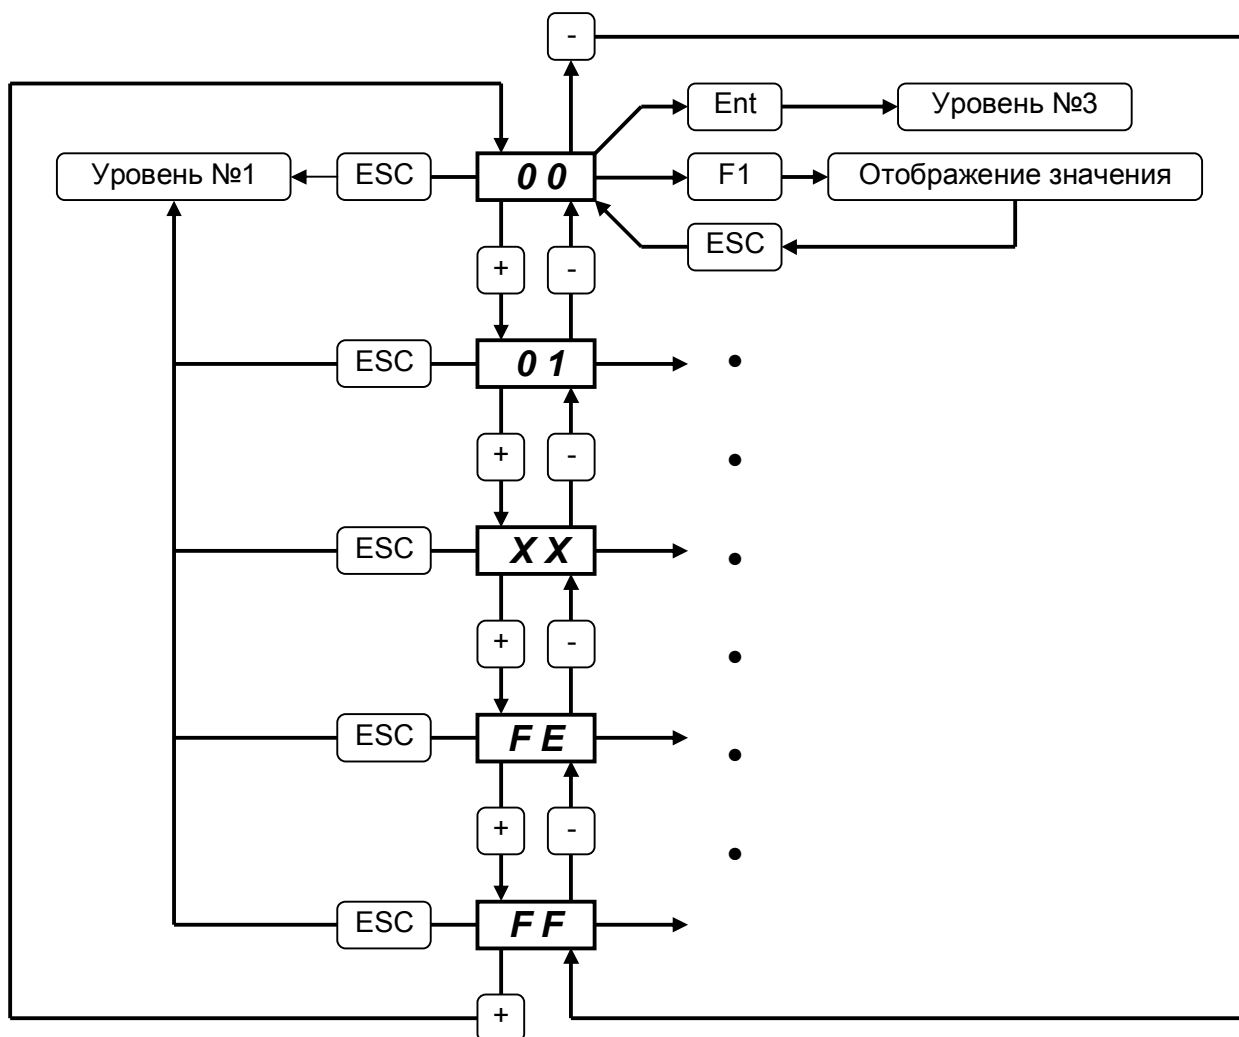 -
Ent
Уровень №3
Уровень №1
ESC
0 0
F1
Отображение значения
ESC
+
-
ESC
0 1
+
-
ESC
X X
+
-
ESC
F E
+
-
ESC
F F
+